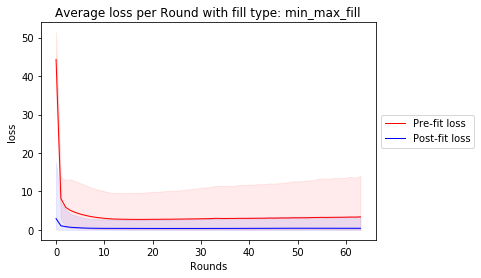 Average loss per Round with fill type: min_max_fill
50
40
30
20
10
0
loss
0
10
20
30
40
50
60
Rounds
Pre-fit loss
Post-fit loss